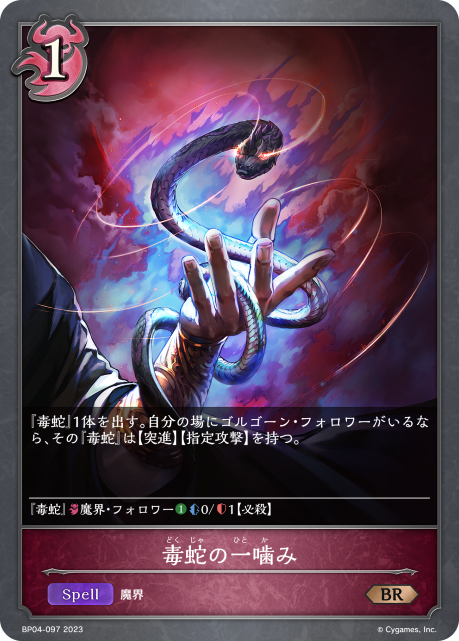 1
『毒蛇』1体を出す。自分の場にゴルゴーン・フォロワーがいるな
ら、その『毒蛇』は【突進】【指定攻撃】を持つ。
『毒蛇』魔界・フォロワー1 0/1【必殺】
どく じゃ ひと か
毒蛇の一噛み
Spell 魔界 BR
BP04-097 2023 © Cygames, Inc.